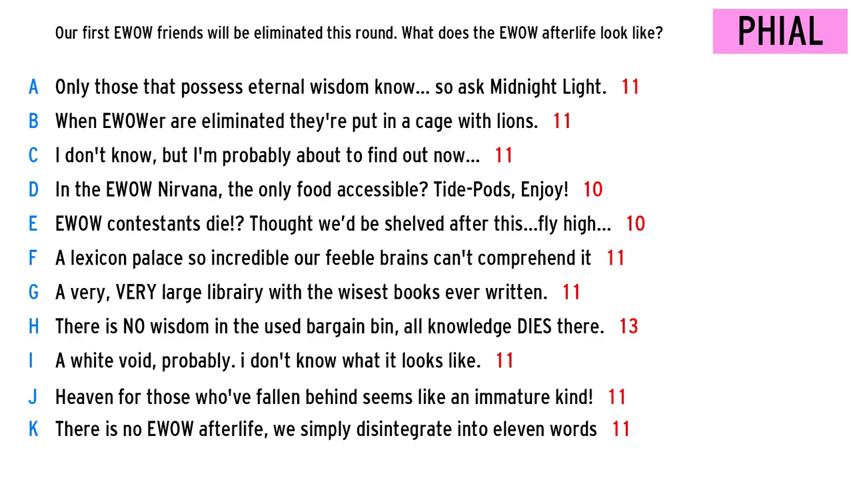 Our first EWOW friends will be eliminated this round. What does the EWOW afterlife look like?
PHIAL
A Only those that possess eternal wisdom know... so ask Midnight Light. 11
B When EWOWer are eliminated they're put in a cage with lions. 11
C I don't know, but I'm probably about to find out now... 11
D In the EWOW Nirvana, the only food accessible? Tide-Pods, Enjoy! 10
E EWOW contestants die!? Thought we’d be shelved after this...fly high... 10
F A lexicon palace so incredible our feeble brains can't comprehend it 11
G A very, VERY large librairy with the wisest books ever written. 11
H There is NO wisdom in the used bargain bin, all knowledge DIES there. 13
I A white void, probably. i don't know what it looks like. 11
J Heaven for those who've fallen behind seems like an immature kind! 11
K There is no EWOW afterlife, we simply disintegrate into eleven words 11